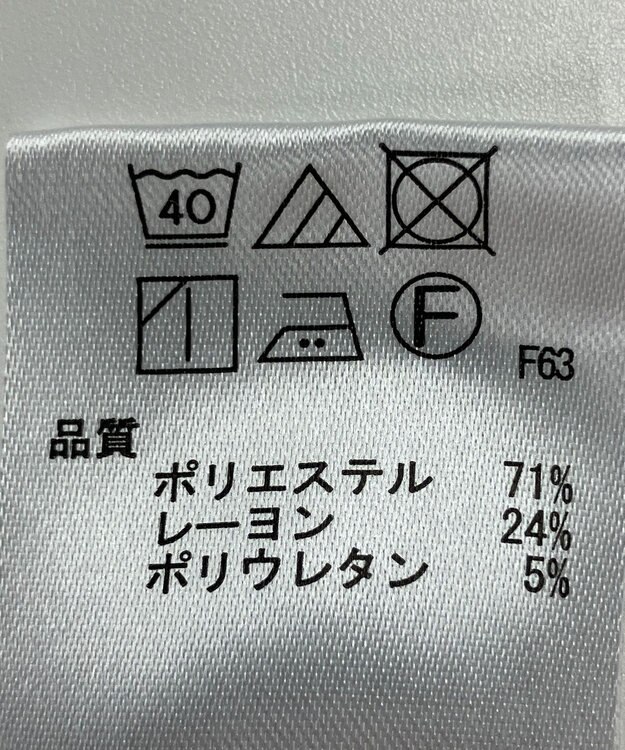 40
F
F63
品質
ポリエステル 71%
レーヨン 24%
ポリウレタン 5%